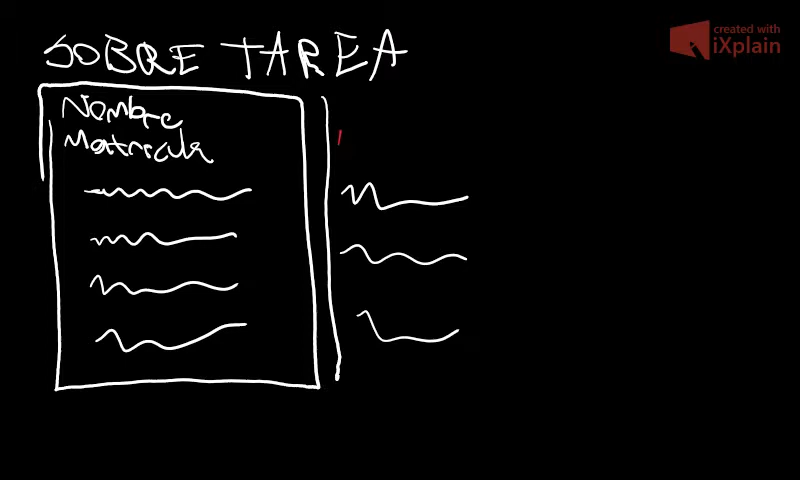 SOBRE TAREA
created with
iXplain
Nombre
Matricula